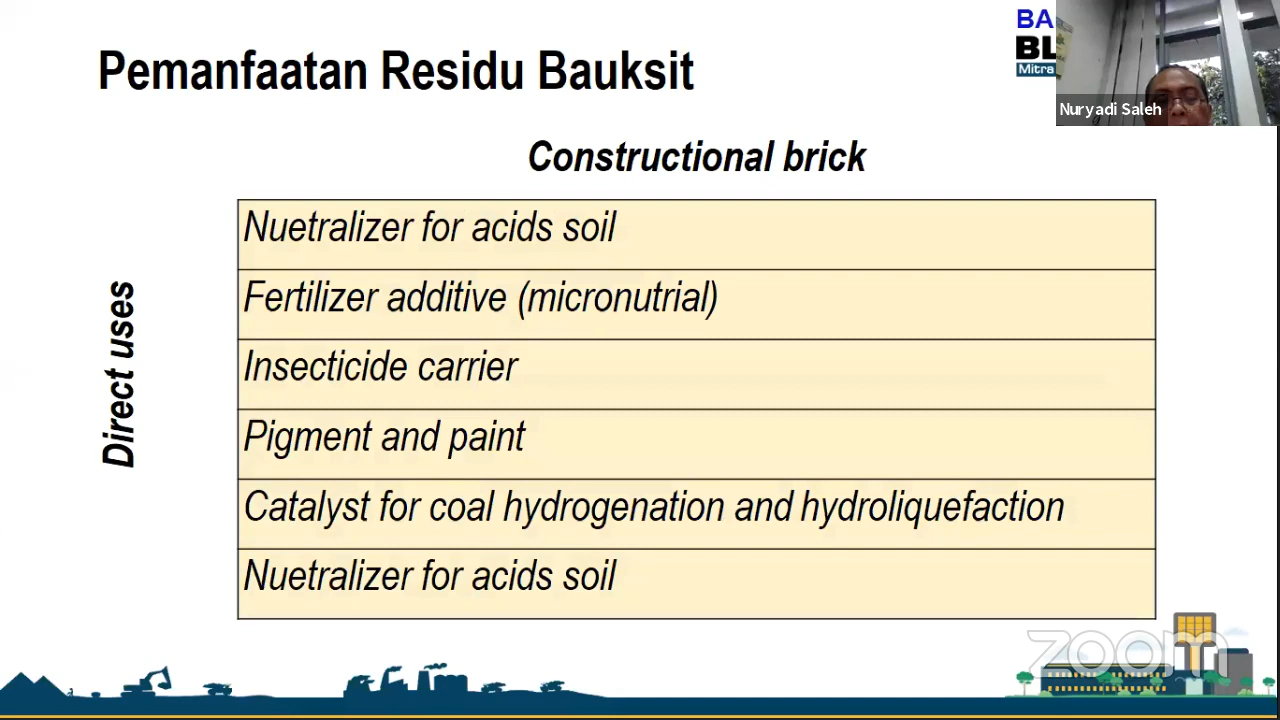 Pemanfaatan Residu Bauksit
BA
BL
Mitra
Nuryadi Saleh
Constructional brick
Direct uses
Nuetralizer for acids soil
Fertilizer additive (micronutrial)
Insecticide carrier
Pigment and paint
Catalyst for coal hydrogenation and hydroliquefaction
Nuetralizer for acids soil
zoom